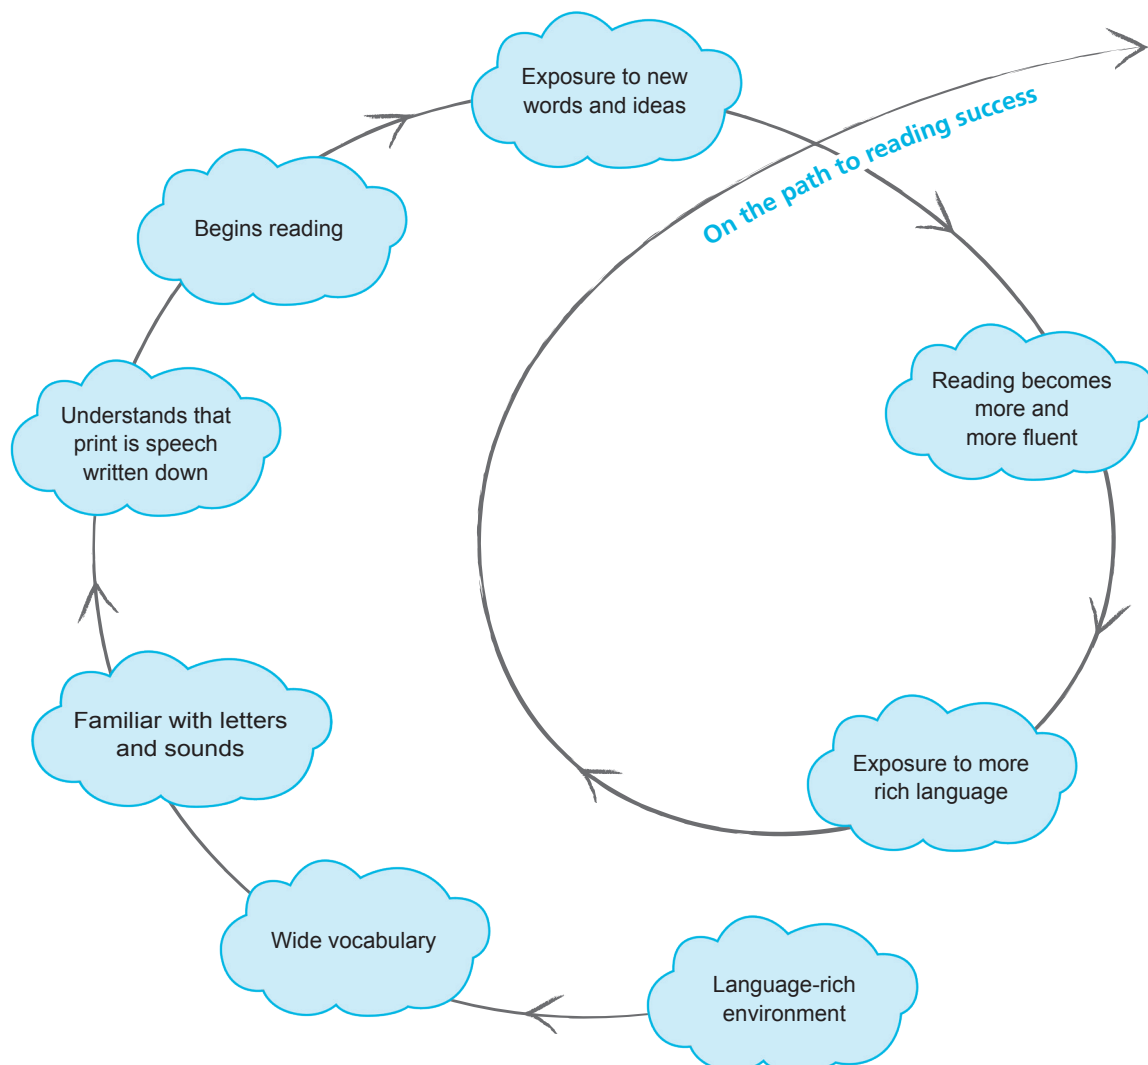 Exposure to new
words and ideas
On the path to reading success
Begins reading
Reading becomes
more and
more fluent
Understands that
print is speech
written down
Familiar with letters
and sounds
Exposure to more
rich language
Wide vocabulary
Language-rich
environment